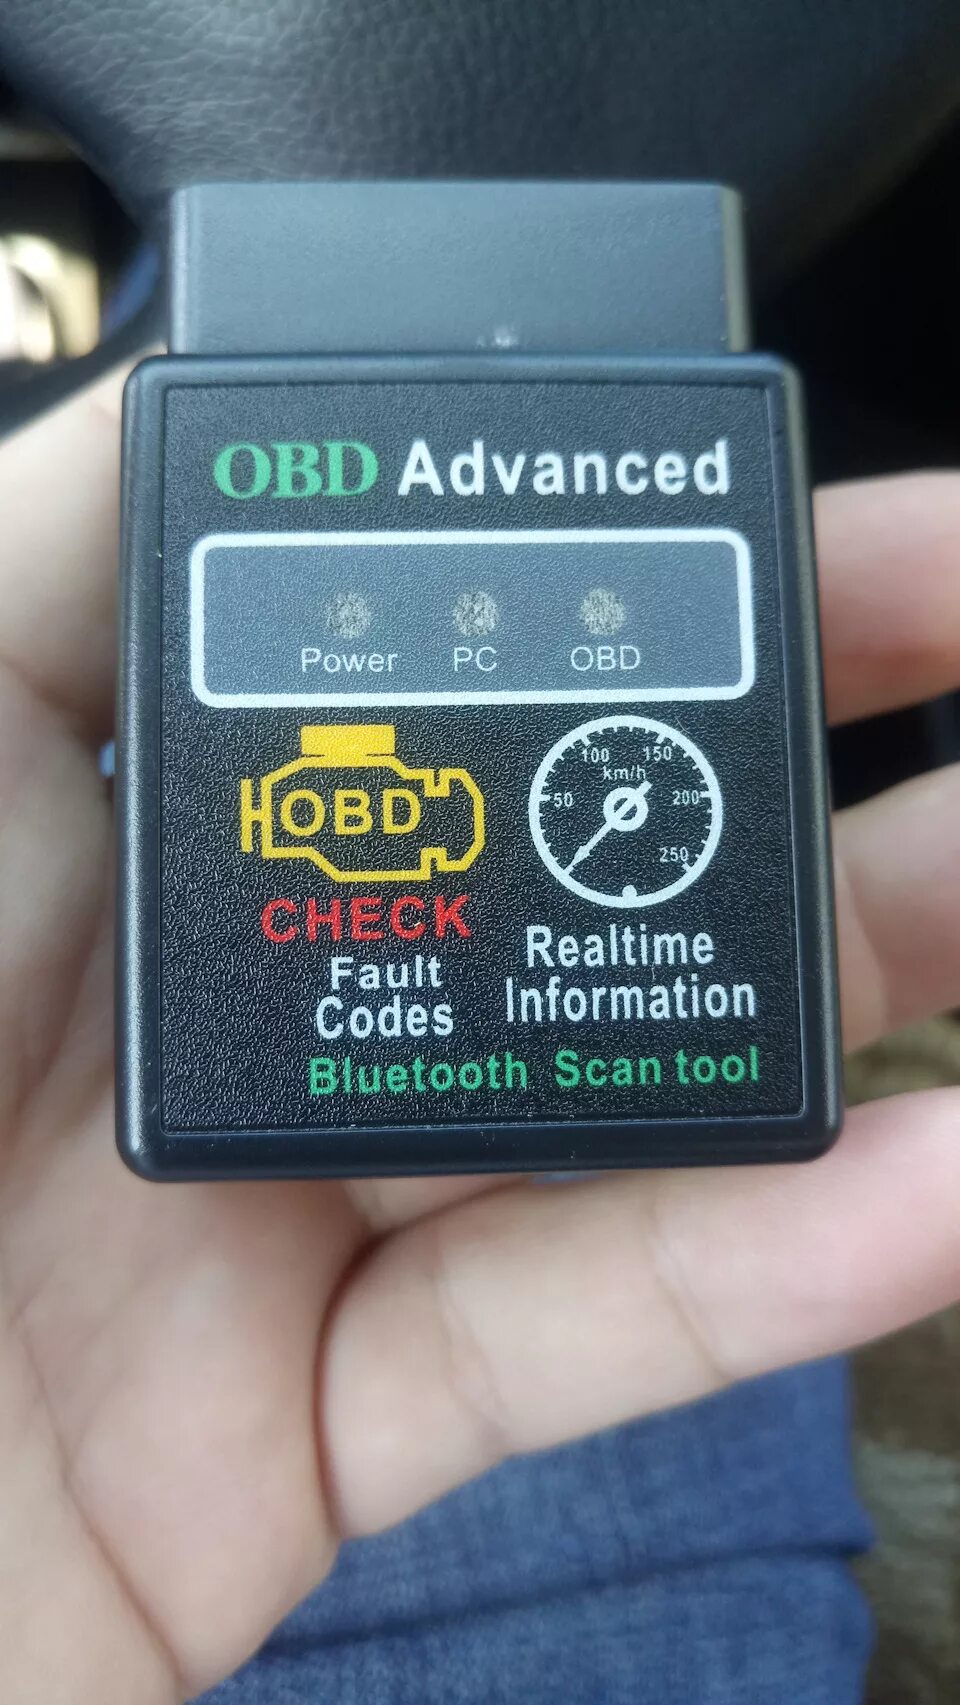 OBD Advanced
Power PC OBD
OBD
CHECK
Fault
Codes
50 100 150 200 250
km/h
Realtime
Information
Bluetooth Scan tool